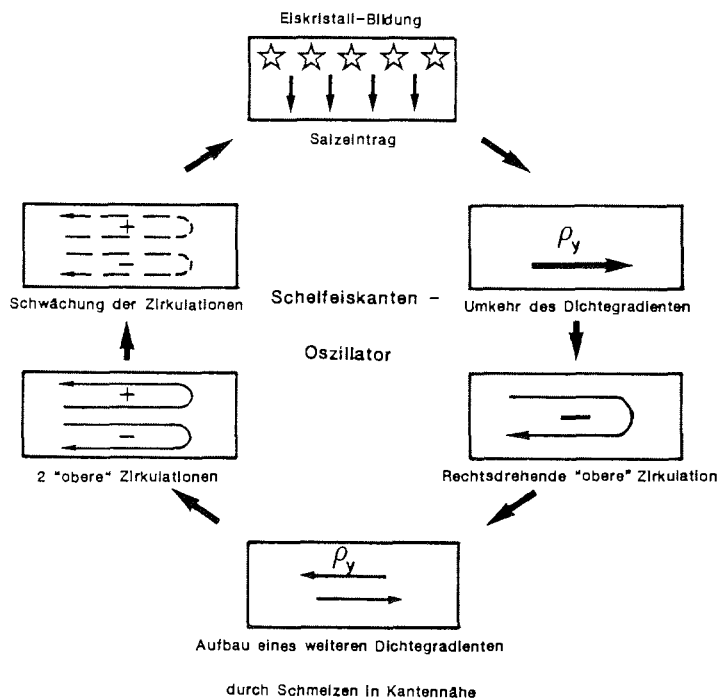 Eiskristall-Bildung
Salzeintrag
ρy
Umkehr des Dichtegradienten
−
Rechtsdrehende "obere" Zirkulation
ρy
Aufbau eines weiteren Dichtegradienten
durch Schmelzen in Kantennähe
+
−
2 "obere" Zirkulationen
+
−
Schwächung der Zirkulationen
Schelfeiskanten -
Oszillator